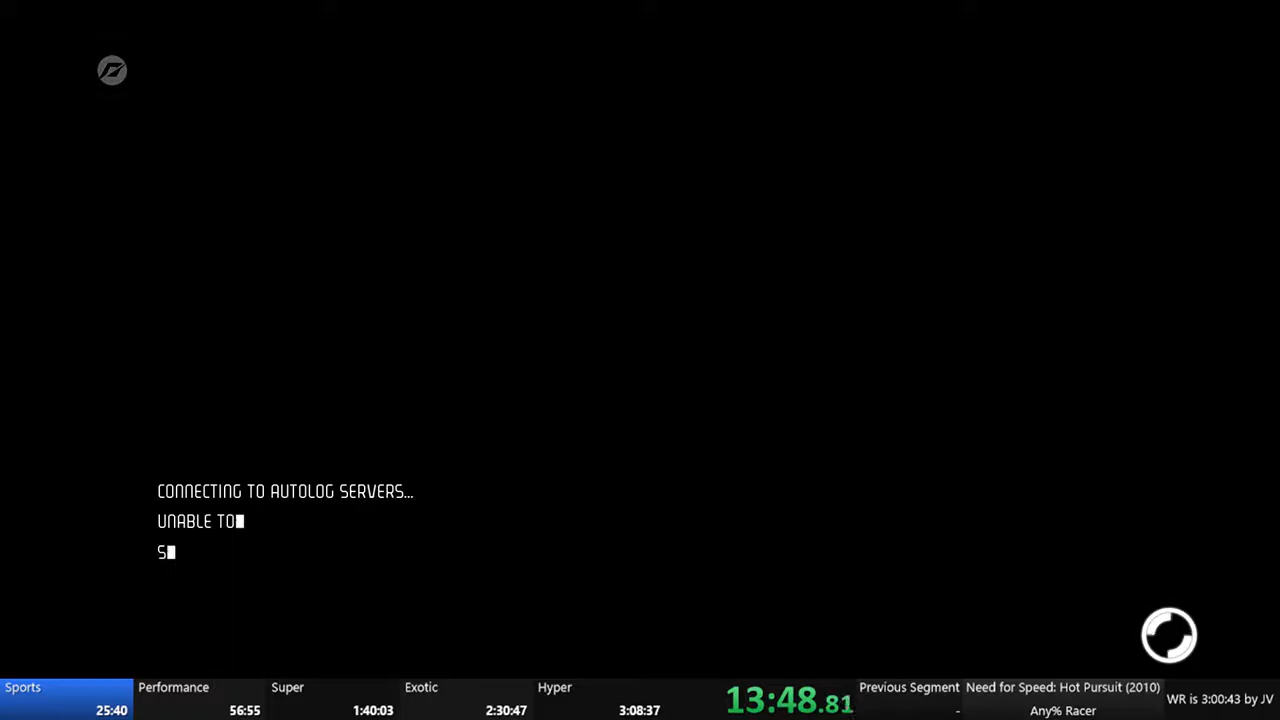 CONNECTING TO AUTOLOG SERVERS...
UNABLE TO
S
Sports
25:40
Performance
56:55
Super
1:40:03
Exotic
2:30:47
Hyper
3:08:37
13:48.81
Previous Segment
-
Need for Speed: Hot Pursuit (2010)
Any% Racer
WR is 3:00:43 by JV